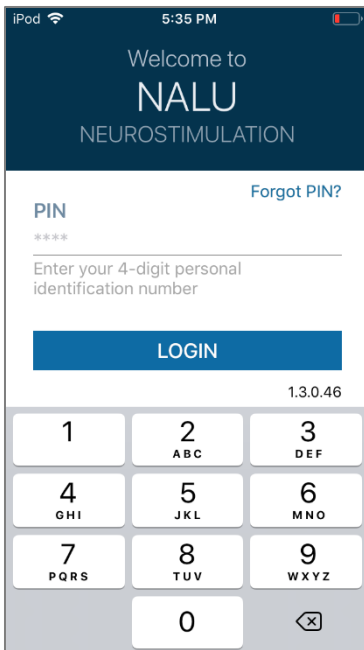 iPod 5:35 PM
Welcome to
NALU
NEUROSTIMULATION
Forgot PIN?
PIN
****
Enter your 4-digit personal
identification number
LOGIN
1.3.0.46
1 2 3
ABC DEF
4 5 6
GHI JKL MNO
7 8 9
PQRS TUV WXYZ
0